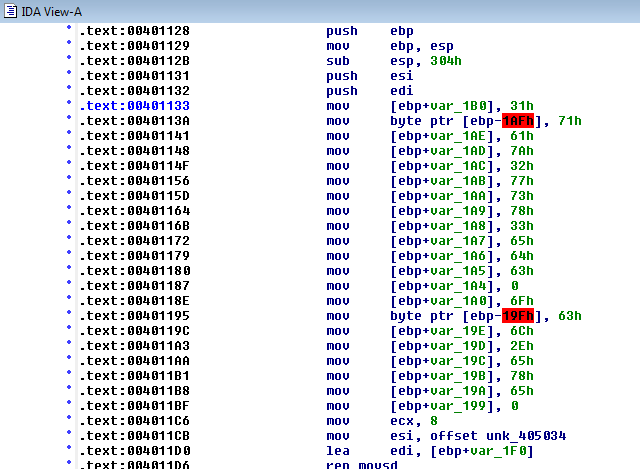 IDA View-A
.text:00401128 push ebp
.text:00401129 mov ebp, esp
.text:0040112B sub esp, 304h
.text:00401131 push esi
.text:00401132 push edi
.text:00401133 mov [ebp+var_1B0], 31h
.text:0040113A mov byte ptr [ebp-1AFh], 71h
.text:00401141 mov [ebp+var_1AE], 61h
.text:00401148 mov [ebp+var_1AD], 7Ah
.text:0040114F mov [ebp+var_1AC], 32h
.text:00401156 mov [ebp+var_1AB], 77h
.text:0040115D mov [ebp+var_1AA], 73h
.text:00401164 mov [ebp+var_1A9], 78h
.text:0040116B mov [ebp+var_1A8], 33h
.text:00401172 mov [ebp+var_1A7], 65h
.text:00401179 mov [ebp+var_1A6], 64h
.text:00401180 mov [ebp+var_1A5], 63h
.text:00401187 mov [ebp+var_1A4], 0
.text:0040118E mov [ebp+var_1A0], 6Fh
.text:00401195 mov byte ptr [ebp-19Fh], 63h
.text:0040119C mov [ebp+var_19E], 6Ch
.text:004011A3 mov [ebp+var_19D], 2Eh
.text:004011AA mov [ebp+var_19C], 65h
.text:004011B1 mov [ebp+var_19B], 78h
.text:004011B8 mov [ebp+var_19A], 65h
.text:004011BF mov [ebp+var_199], 0
.text:004011C6 mov ecx, 8
.text:004011CB mov esi, offset unk_405034
.text:004011D0 lea edi, [ebp+var_1F0]
.text:004011D6 rep movsd